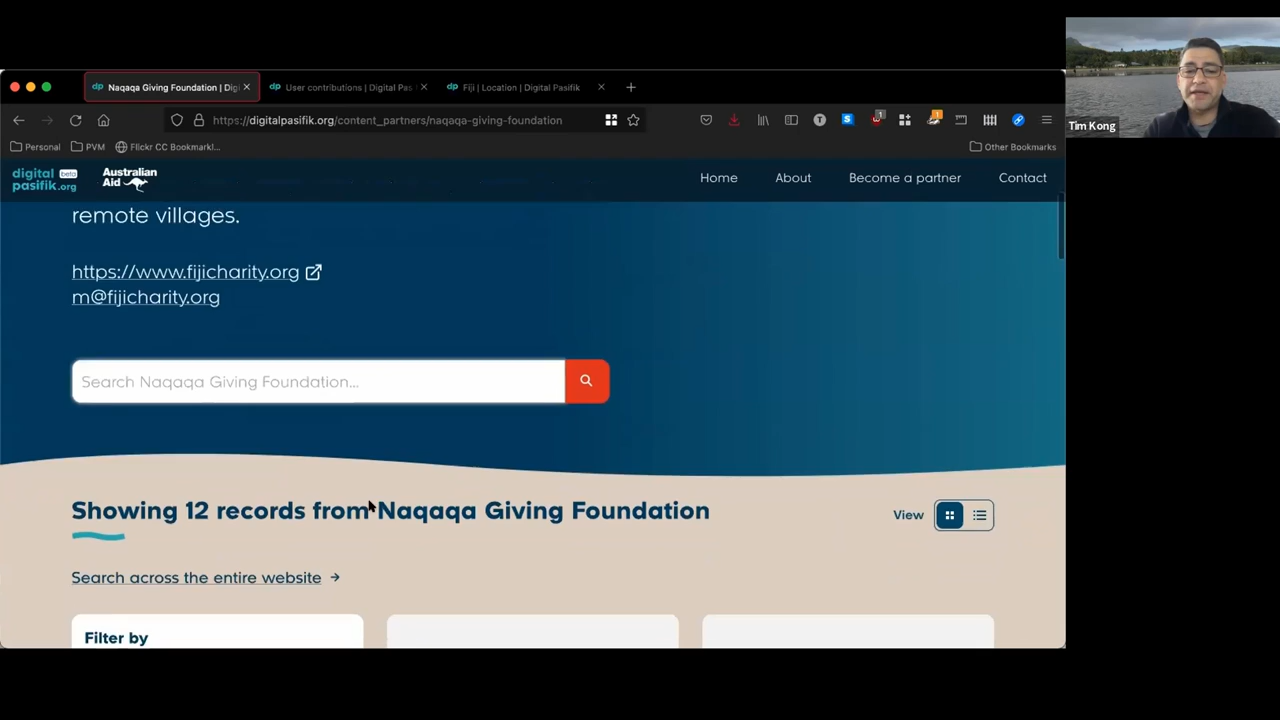 Naqaqa Giving Foundation | Digi
User contributions | Digital Pas
Fiji | Location | Digital Pasifik
https://digitalpasifik.org/content_partners/naqaqa-giving-foundation
1
1
Personal
PVM
Flickr CC Bookmarkl...
Other Bookmarks
Tim Kong
digital beta
pasifik.org
Australian
Aid
Home
About
Become a partner
Contact
remote villages.
https://www.fijicharity.org
m@fijicharity.org
Search Naqaqa Giving Foundation...
Showing 12 records from Naqaqa Giving Foundation
View
Search across the entire website
Filter by